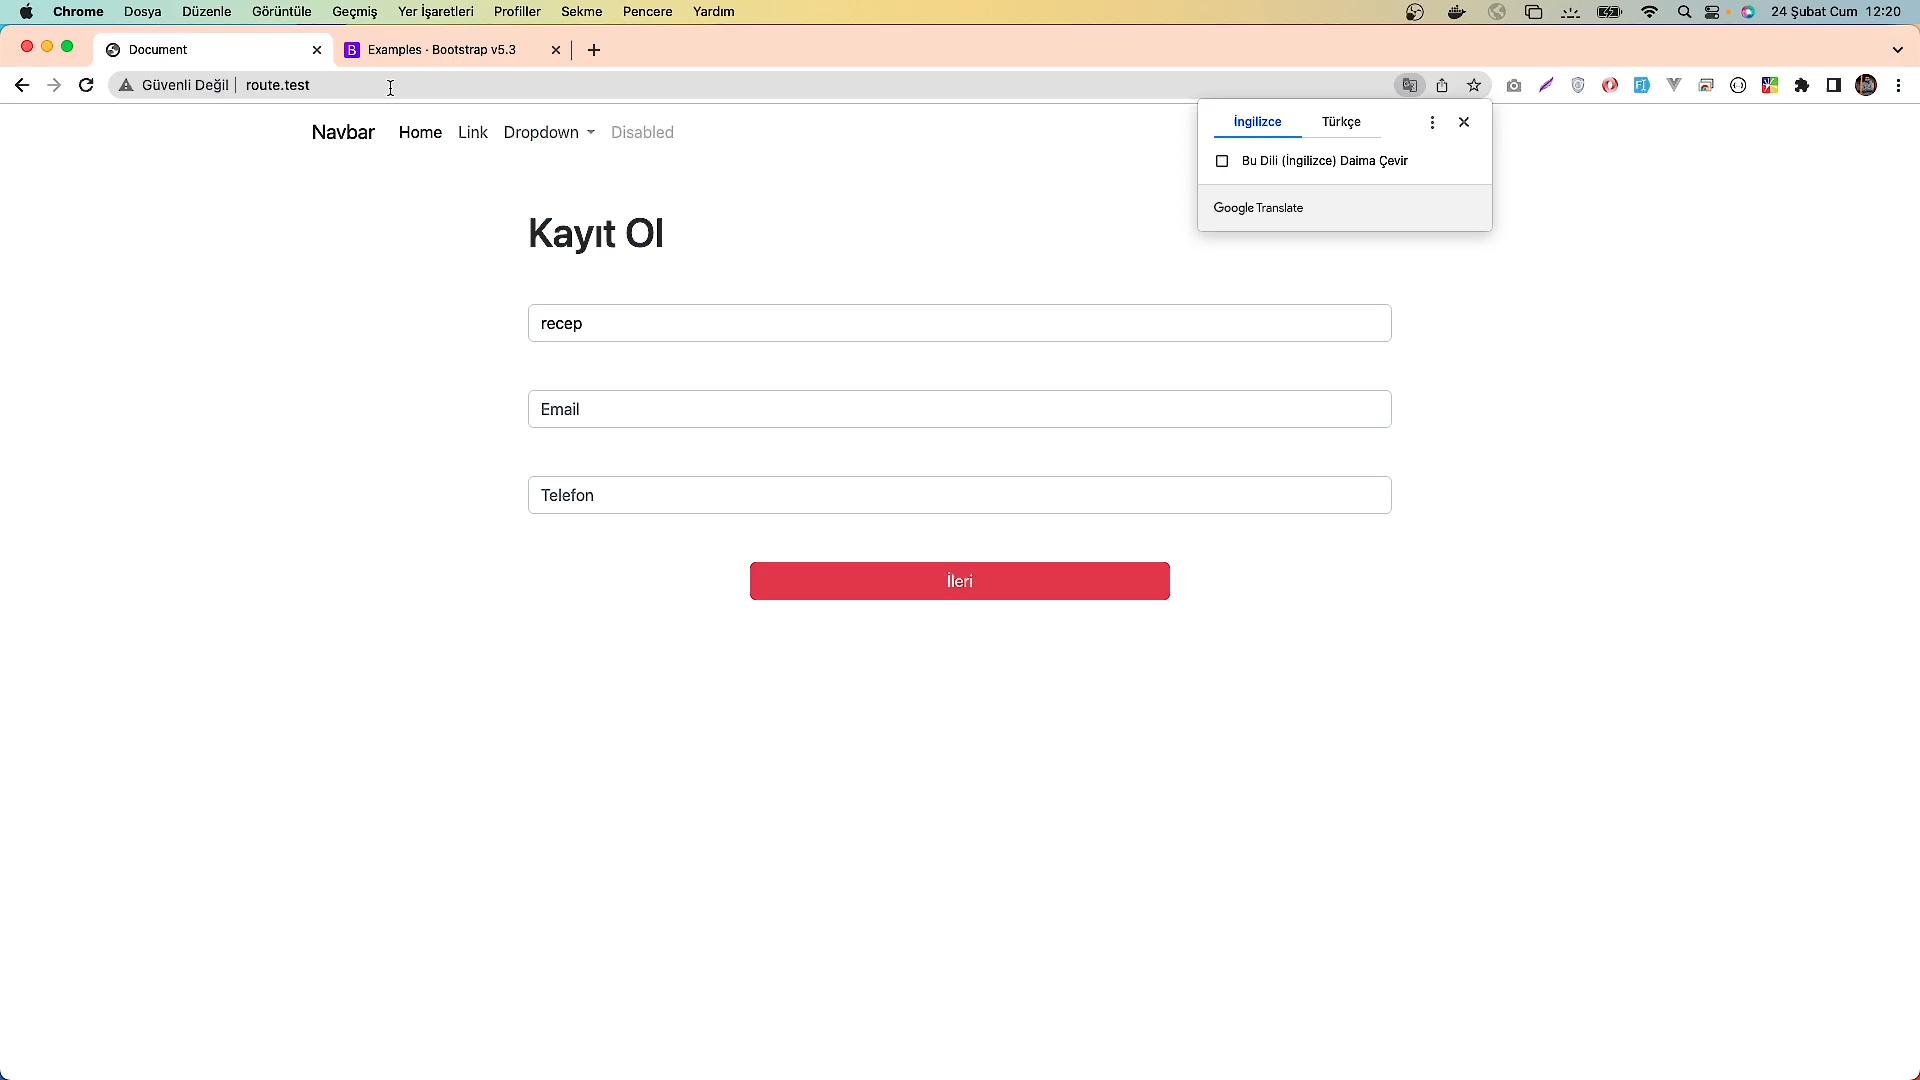 Chrome Dosya Düzenle Görüntüle Geçmiş Yer İşaretleri Profiller Sekme Pencere Yardım 24 Şubat Cum 12:20
Document Examples · Bootstrap v5.3
Güvenli Değil route.test
Navbar Home Link Dropdown Disabled
İngilizce Türkçe
Bu Dili (İngilizce) Daima Çevir
Google Translate
Kayıt Ol
recep
Email
Telefon
İleri